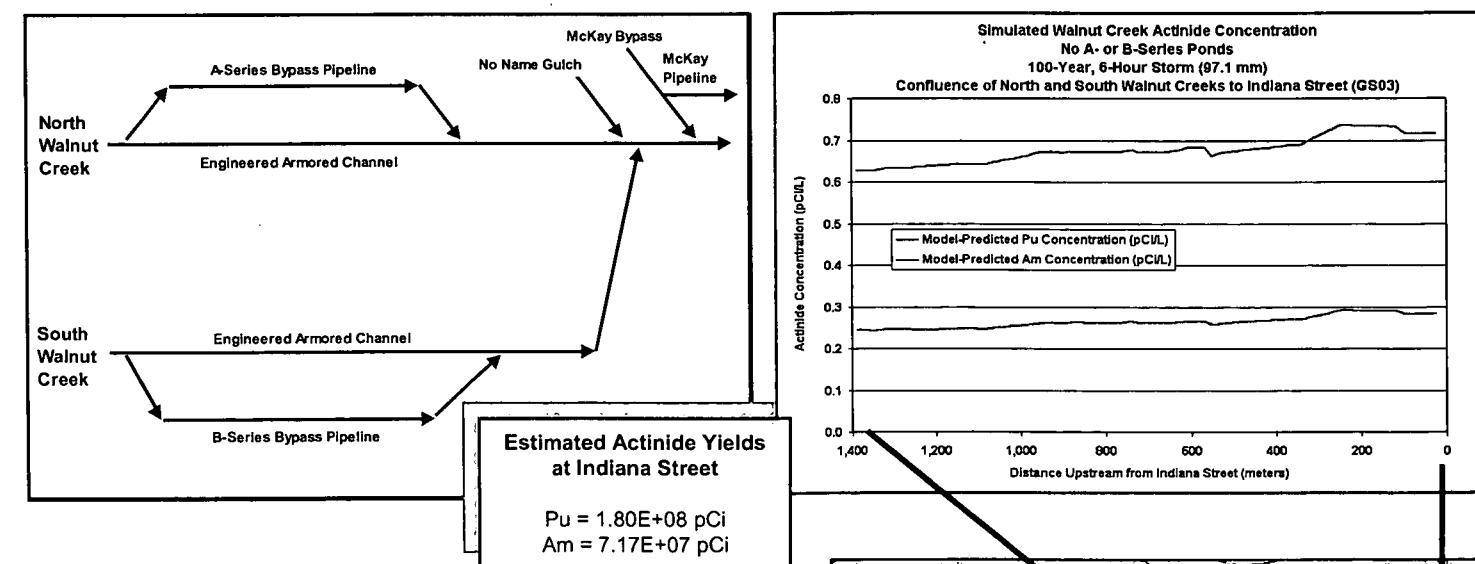 McKay Bypass
McKay
Pipeline
No Name Gulch
A-Series Bypass Pipeline
North
Walnut
Creek
Engineered Armored Channel
South
Walnut
Creek
Engineered Armored Channel
B-Series Bypass Pipeline
Estimated Actinide Yields
at Indiana Street
Pu = 1.80E+08 pCi
Am = 7.17E+07 pCi
Simulated Walnut Creek Actinide Concentration
No A- or B-Series Ponds
100-Year, 6-Hour Storm (97.1 mm)
Confluence of North and South Walnut Creeks to Indiana Street (GS03)
Actinide Concentration (pCi/L)
0.8
0.7
0.6
0.5
0.4
0.3
0.2
0.1
0.0
Model-Predicted Pu Concentration (pCi/L)
Model-Predicted Am Concentration (pCi/L)
1,400 1,200 1,000 800 600 400 200 0
Distance Upstream from Indiana Street (meters)